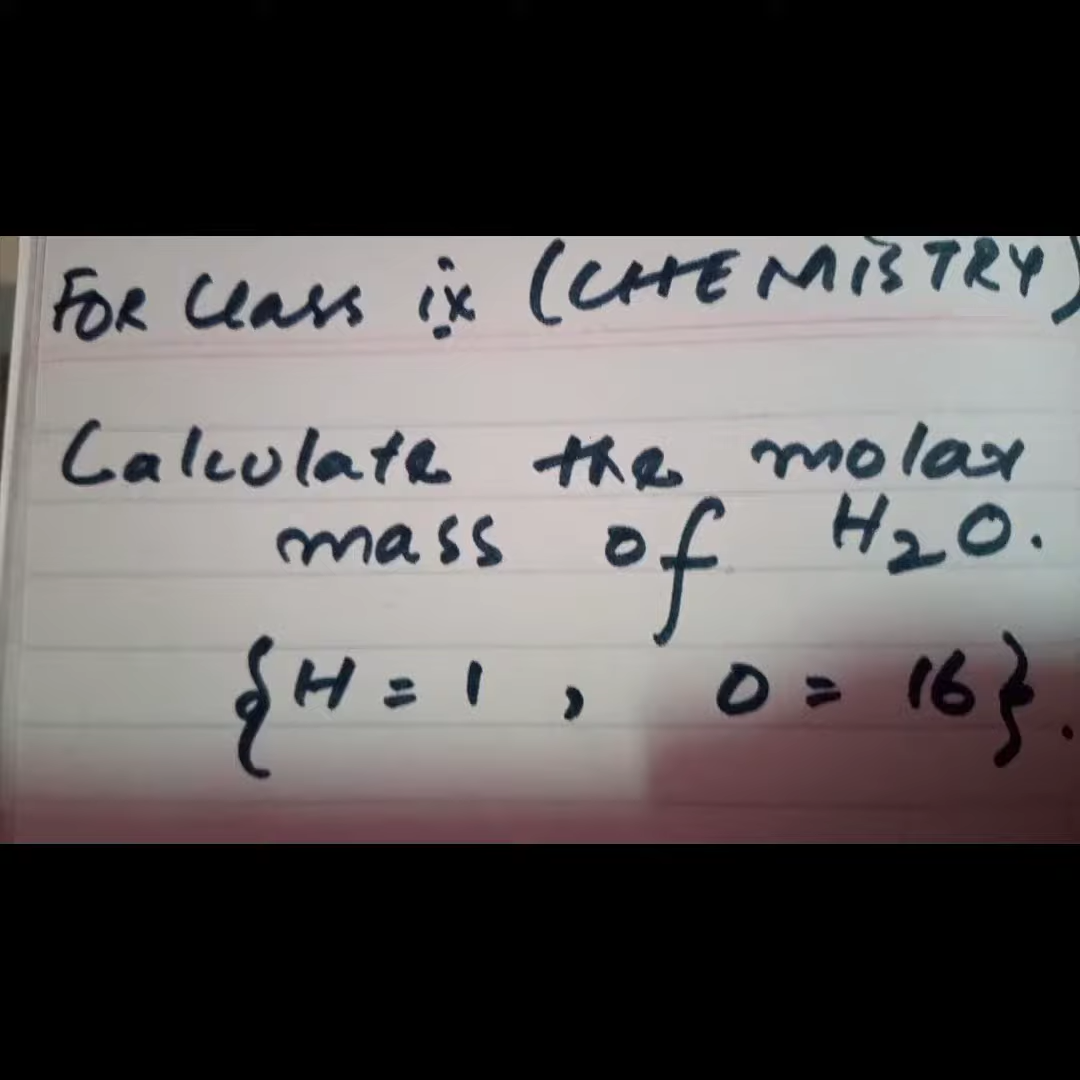 FOR Class ix (CHEMISTRY)
Calculate the molar
mass of H₂O.
{H = 1 , O = 16}.